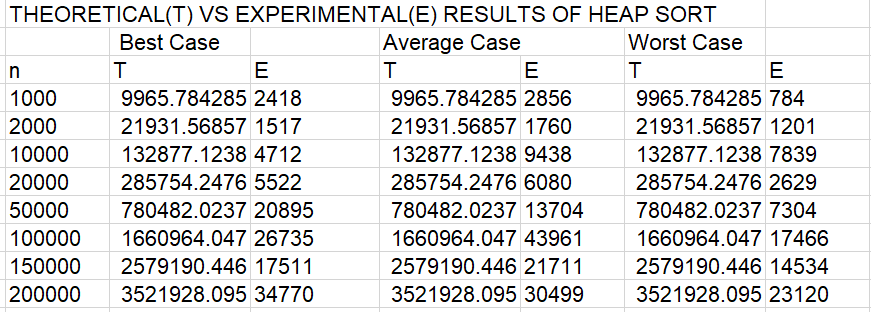 THEORETICAL(T) VS EXPERIMENTAL(E) RESULTS OF HEAP SORT
Best Case Average Case Worst Case
n T E T E T E
1000 9965.784285 2418 9965.784285 2856 9965.784285 784
2000 21931.56857 1517 21931.56857 1760 21931.56857 1201
10000 132877.1238 4712 132877.1238 9438 132877.1238 7839
20000 285754.2476 5522 285754.2476 6080 285754.2476 2629
50000 780482.0237 20895 780482.0237 13704 780482.0237 7304
100000 1660964.047 26735 1660964.047 43961 1660964.047 17466
150000 2579190.446 17511 2579190.446 21711 2579190.446 14534
200000 3521928.095 34770 3521928.095 30499 3521928.095 23120